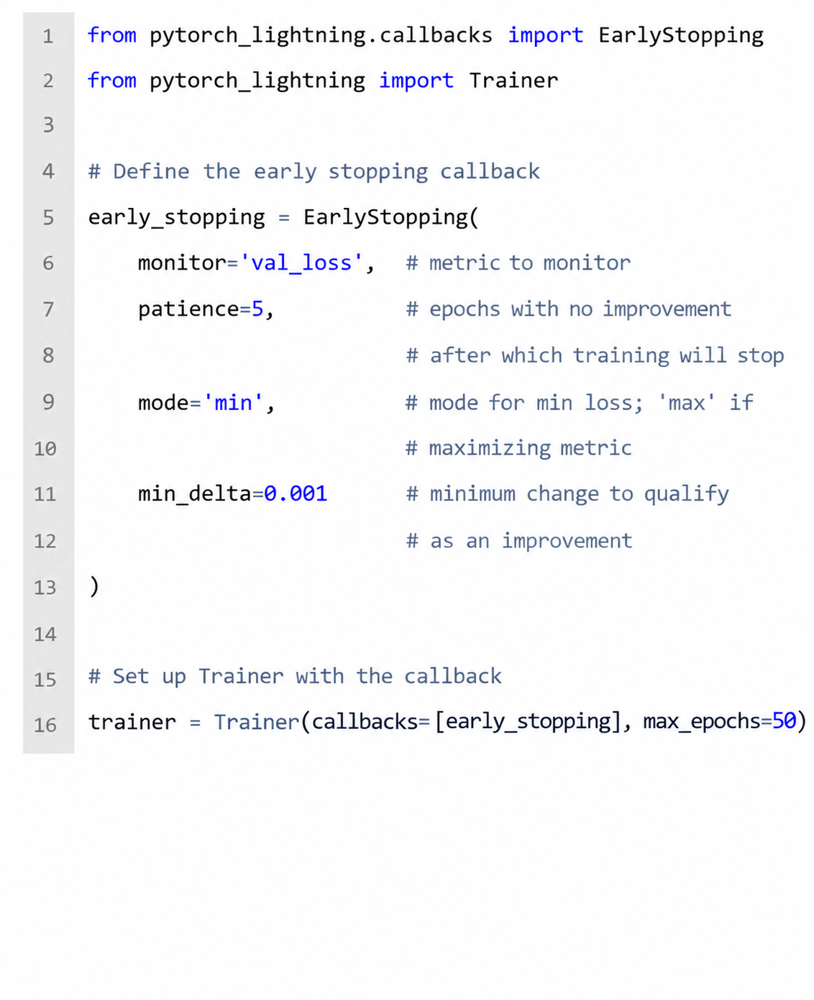 1 from pytorch_lightning.callbacks import EarlyStopping
2 from pytorch_lightning import Trainer
3
4 # Define the early stopping callback
5 early_stopping = EarlyStopping(
6     monitor='val_loss',  # metric to monitor
7     patience=5,          # epochs with no improvement
8                          # after which training will stop
9     mode='min',          # mode for min loss; 'max' if
10                         # maximizing metric
11    min_delta=0.001      # minimum change to qualify
12                         # as an improvement
13 )
14
15 # Set up Trainer with the callback
16 trainer = Trainer(callbacks=[early_stopping], max_epochs=50)